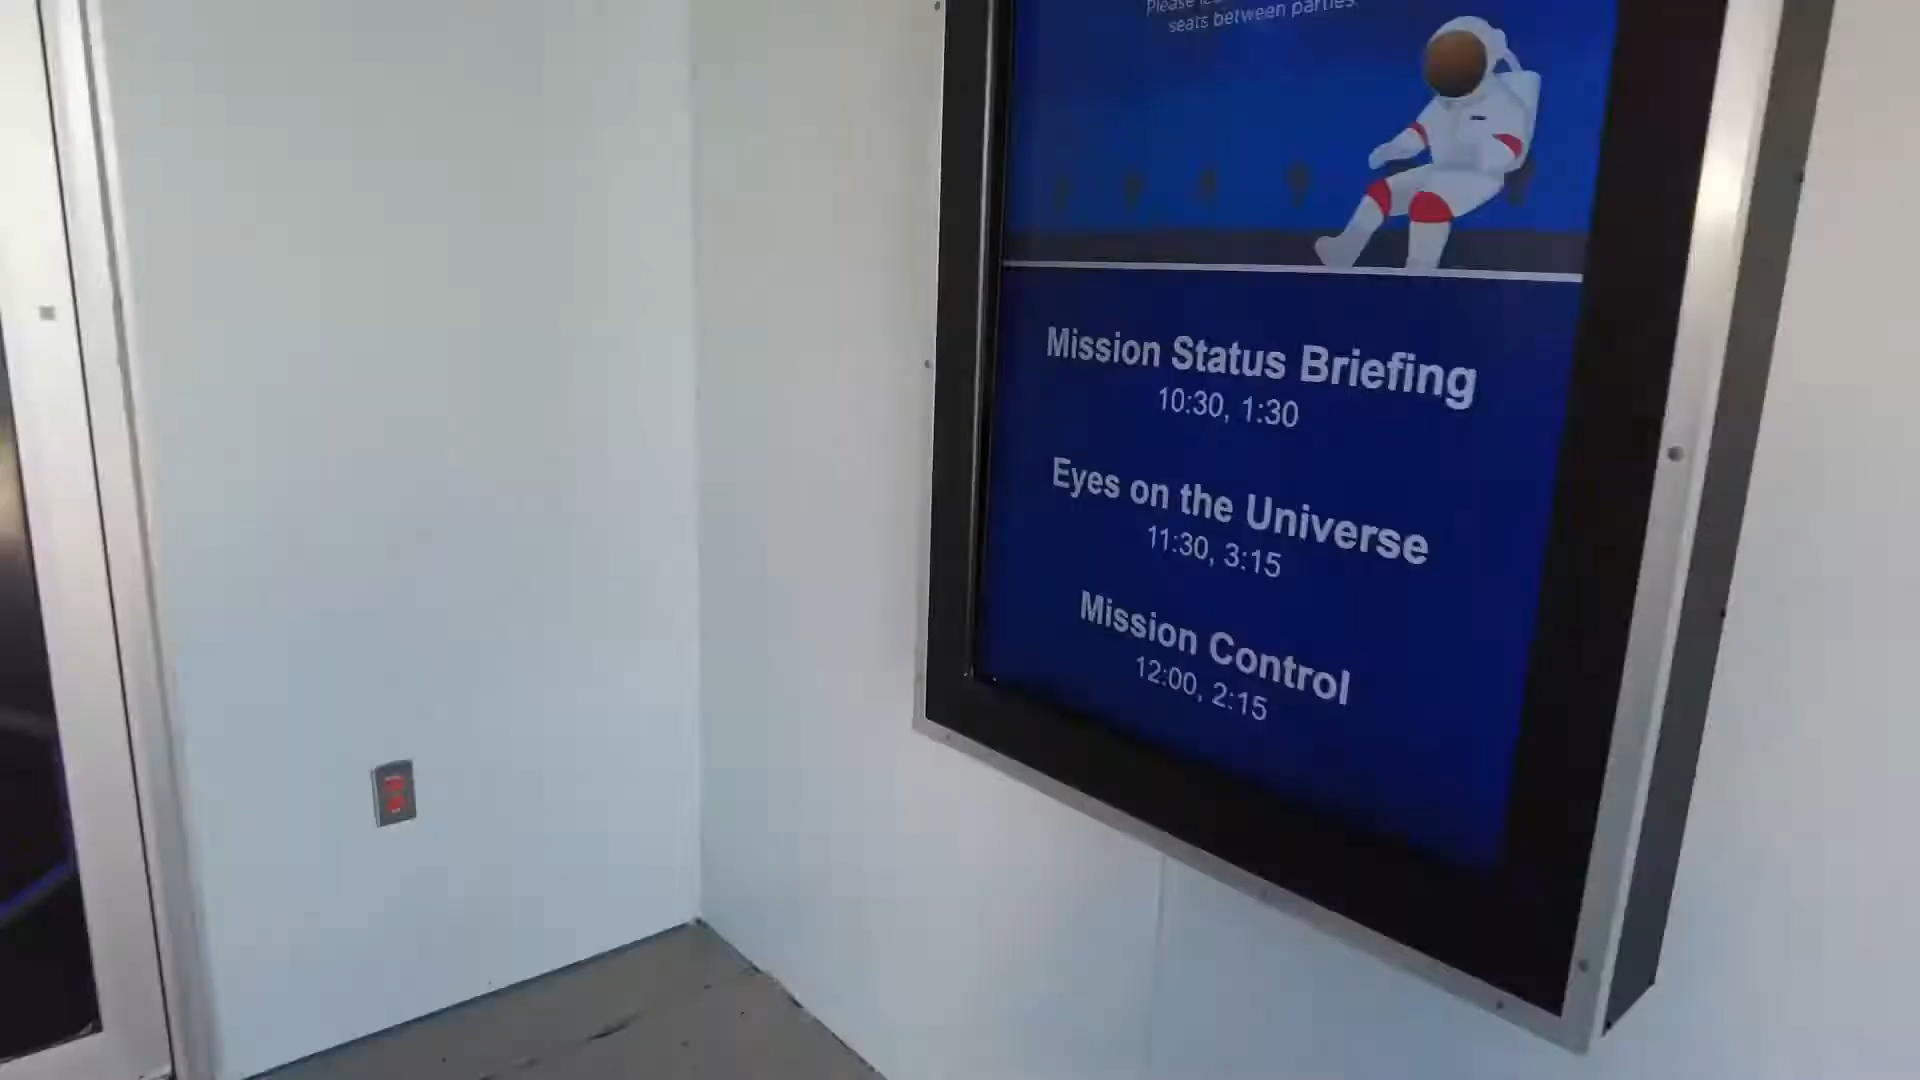 Please
seats between parties.
Mission Status Briefing
10:30, 1:30
Eyes on the Universe
11:30, 3:15
Mission Control
12:00, 2:15